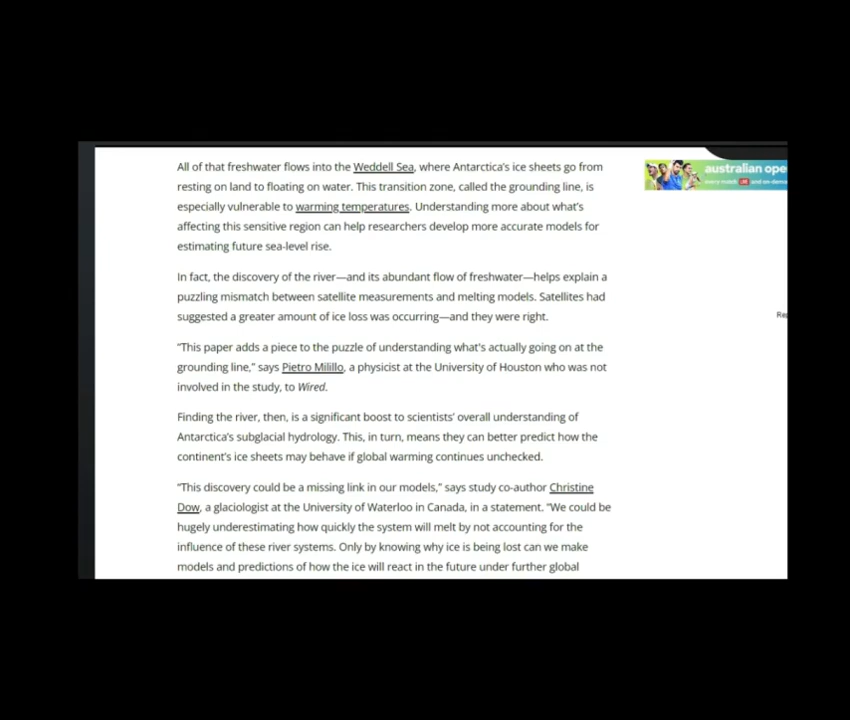 All of that freshwater flows into the Weddell Sea, where Antarctica's ice sheets go from
resting on land to floating on water. This transition zone, called the grounding line, is
especially vulnerable to warming temperatures. Understanding more about what's
affecting this sensitive region can help researchers develop more accurate models for
estimating future sea-level rise.
In fact, the discovery of the river—and its abundant flow of freshwater—helps explain a
puzzling mismatch between satellite measurements and melting models. Satellites had
suggested a greater amount of ice loss was occurring—and they were right.
"This paper adds a piece to the puzzle of understanding what's actually going on at the
grounding line," says Pietro Milillo, a physicist at the University of Houston who was not
involved in the study, to Wired.
Finding the river, then, is a significant boost to scientists' overall understanding of
Antarctica's subglacial hydrology. This, in turn, means they can better predict how the
continent's ice sheets may behave if global warming continues unchecked.
"This discovery could be a missing link in our models," says study co-author Christine
Dow, a glaciologist at the University of Waterloo in Canada, in a statement. "We could be
hugely underestimating how quickly the system will melt by not accounting for the
influence of these river systems. Only by knowing why ice is being lost can we make
models and predictions of how the ice will react in the future under further global
australian ope
every match LIVE and on-dema
Rep